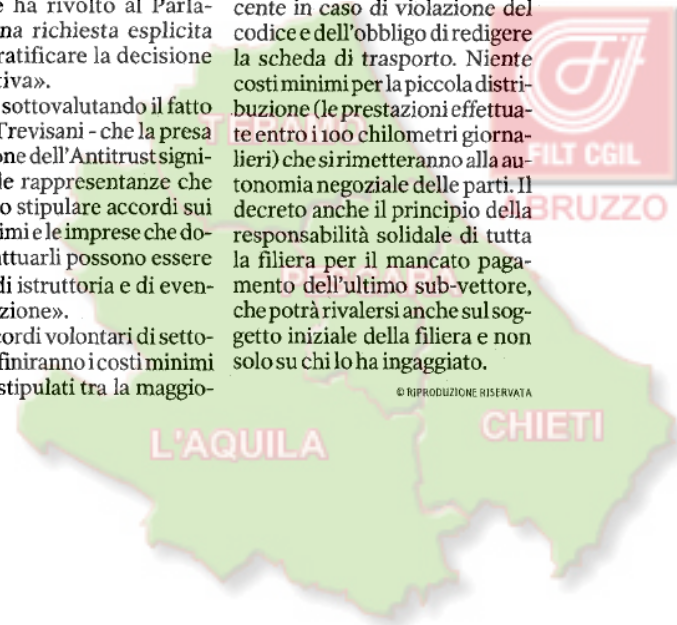 e ha rivolto al Parla-
na richiesta esplicita
ratificare la decisione
tiva».
sottovalutando il fatto
Trevisani - che la presa
one dell'Antitrust signi-
le rappresentanze che
o stipulare accordi sui
imi e le imprese che do-
attuarli possono essere
di istruttoria e di even-
zione».
cordi volontari di setto-
finiranno i costi minimi
stipulati tra la maggio-
cente in caso di violazione del
codice e dell'obbligo di redigere
la scheda di trasporto. Niente
costi minimi per la piccola distri-
buzione (le prestazioni effettua-
te entro i 100 chilometri giorna-
lieri) che si rimetteranno alla au-
tonomia negoziale delle parti. Il
decreto anche il principio della
responsabilità solidale di tutta
la filiera per il mancato paga-
mento dell'ultimo sub-vettore,
che potrà rivalersi anche sul sog-
getto iniziale della filiera e non
solo su chi lo ha ingaggiato.
© RIPRODUZIONE RISERVATA
FILT CGIL
ABRUZZO
TERAMO
PESCARA
L'AQUILA
CHIETI